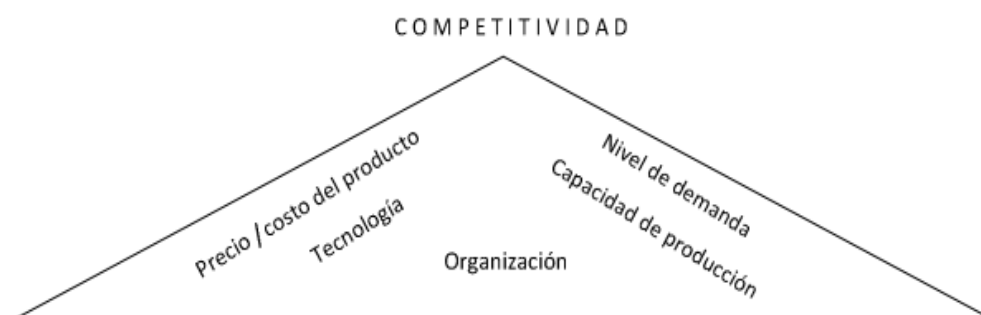 COMPETITIVIDAD
Precio / costo del producto
Tecnología
Nivel de demanda
Capacidad de producción
Organización